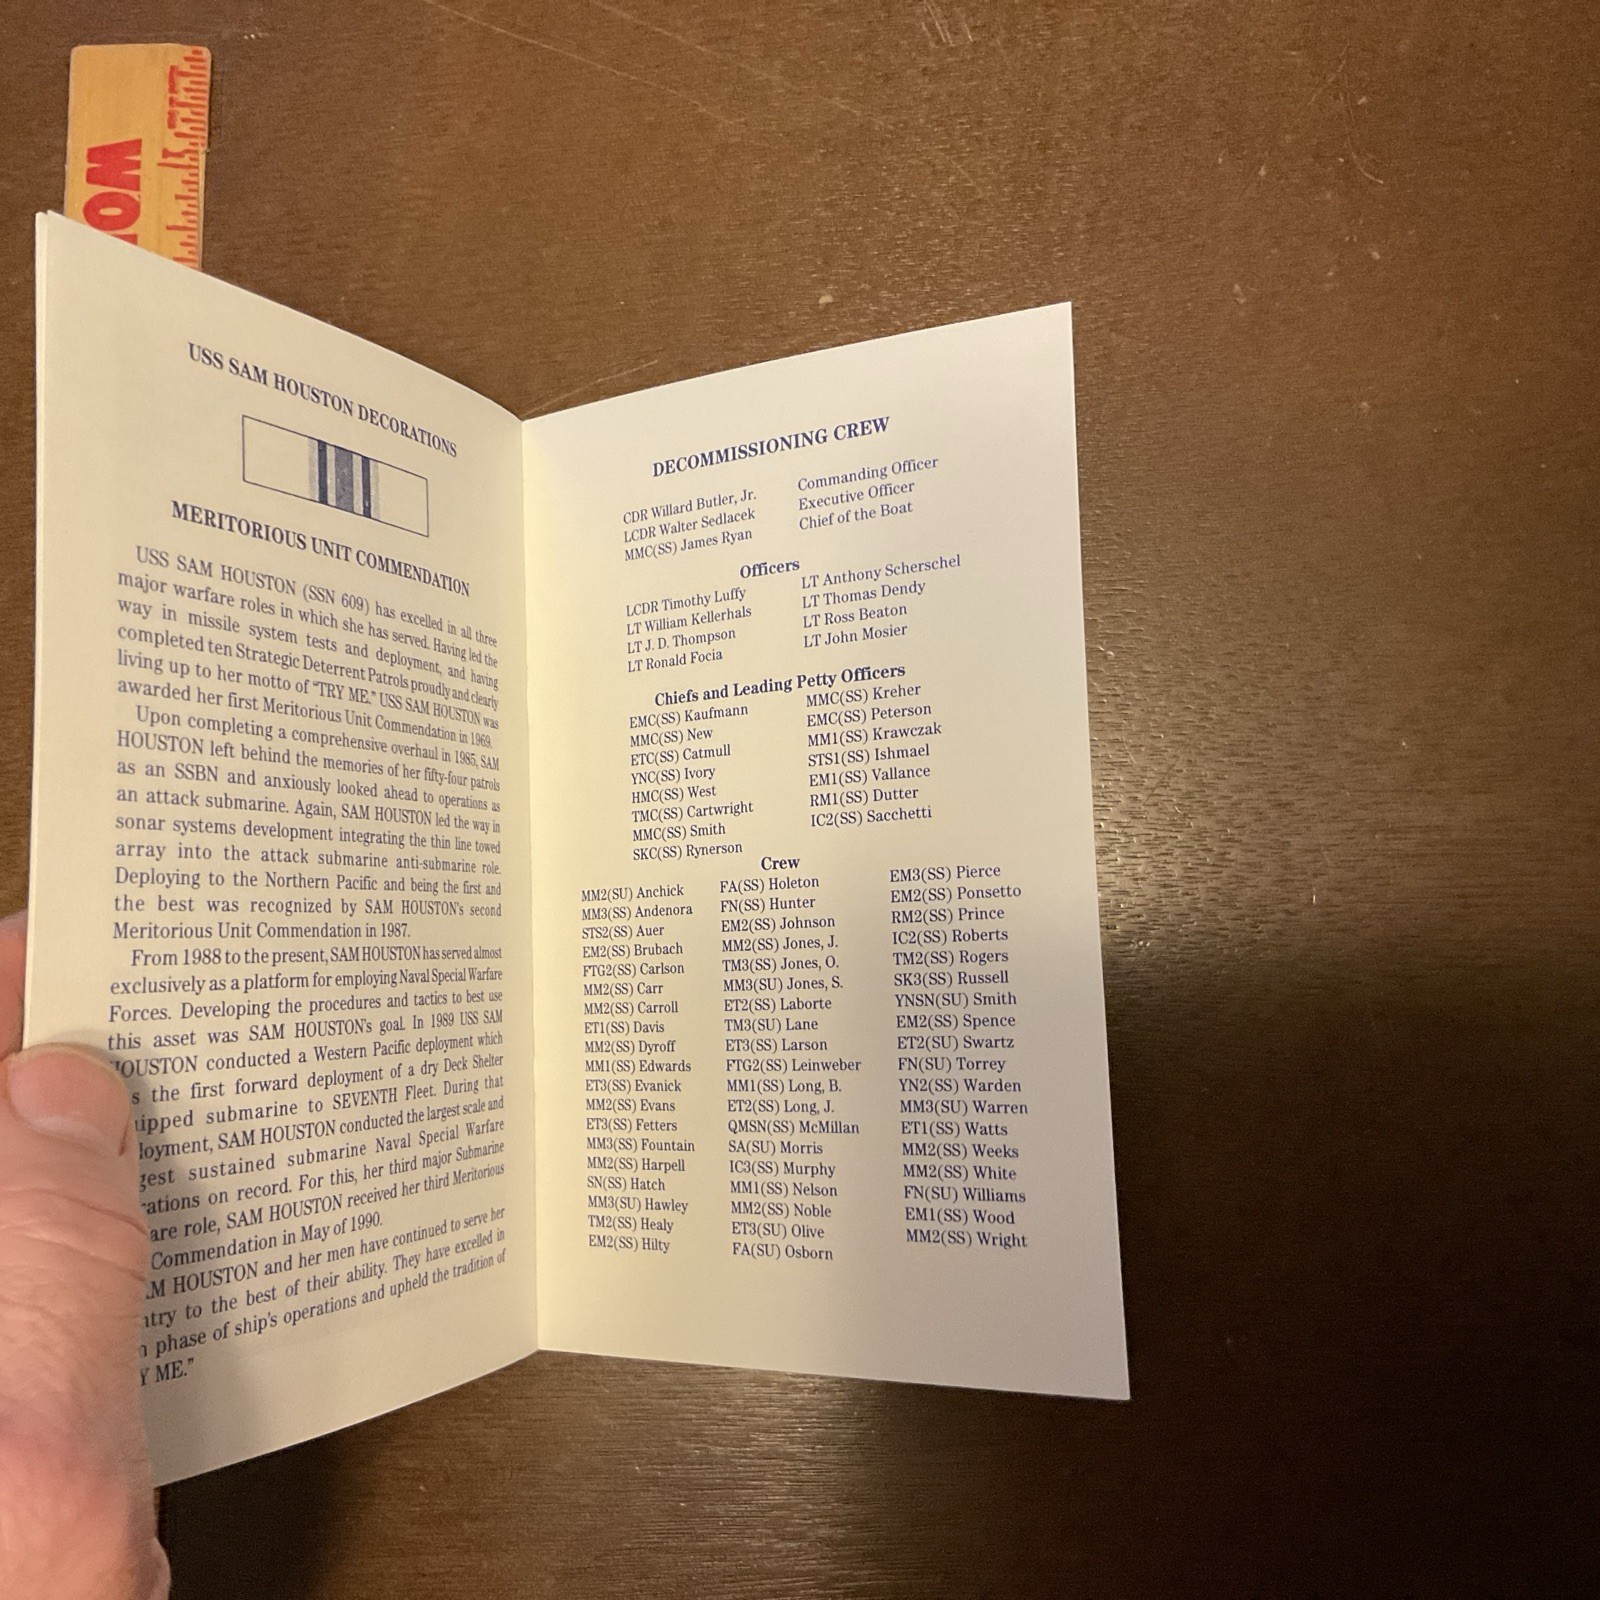 WO
USS SAM HOUSTON DECORATIONS
MERITORIOUS UNIT COMMENDATION
USS SAM HOUSTON (SSN 609) has excelled in all three
major warfare roles in which she has served. Having led the
way in missile system tests and deployment, and having
completed ten Strategic Deterrent Patrols proudly and clearly
living up to her motto of "TRY ME." USS SAM HOUSTON was
awarded her first Meritorious Unit Commendation in 1969.
Upon completing a comprehensive overhaul in 1985, SAM
HOUSTON left behind the memories of her fifty-four patrols
as an SSBN and anxiously looked ahead to operations as
an attack submarine. Again, SAM HOUSTON led the way in
sonar systems development integrating the thin line towed
array into the attack submarine anti-submarine role.
Deploying to the Northern Pacific and being the first and
the best was recognized by SAM HOUSTON's second
Meritorious Unit Commendation in 1987.
From 1988 to the present, SAM HOUSTON has served almost
exclusively as a platform for employing Naval Special Warfare
Forces. Developing the procedures and tactics to best use
this asset was SAM HOUSTON's goal. In 1989 USS SAM
HOUSTON conducted a Western Pacific deployment which
s the first forward deployment of a dry Deck Shelter
ipped submarine to SEVENTH Fleet. During that
loyment, SAM HOUSTON conducted the largest scale and
gest sustained submarine Naval Special Warfare
rations on record. For this, her third major Submarine
are role, SAM HOUSTON received her third Meritorious
Commendation in May of 1990.
M HOUSTON and her men have continued to serve her
ntry to the best of their ability. They have excelled in
h phase of ship's operations and upheld the tradition of
Y ME."
DECOMMISSIONING CREW
CDR Willard Butler, Jr. Commanding Officer
LCDR Walter Sedlacek Executive Officer
MMC(SS) James Ryan Chief of the Boat
Officers
LCDR Timothy Luffy LT Anthony Scherschel
LT William Kellerhals LT Thomas Dendy
LT J. D. Thompson LT Ross Beaton
LT Ronald Focia LT John Mosier
Chiefs and Leading Petty Officers
EMC(SS) Kaufmann MMC(SS) Kreher
MMC(SS) New EMC(SS) Peterson
ETC(SS) Catmull MM1(SS) Krawczak
YNC(SS) Ivory STS1(SS) Ishmael
HMC(SS) West EM1(SS) Vallance
TMC(SS) Cartwright RM1(SS) Dutter
MMC(SS) Smith IC2(SS) Sacchetti
SKC(SS) Rynerson
Crew
MM2(SU) Anchick FA(SS) Holeton EM3(SS) Pierce
MM3(SS) Andenora FN(SS) Hunter EM2(SS) Ponsetto
STS2(SS) Auer EM2(SS) Johnson RM2(SS) Prince
EM2(SS) Brubach MM2(SS) Jones, J. IC2(SS) Roberts
FTG2(SS) Carlson TM3(SS) Jones, O. TM2(SS) Rogers
MM2(SS) Carr MM3(SU) Jones, S. SK3(SS) Russell
MM2(SS) Carroll ET2(SS) Laborte YNSN(SU) Smith
ET1(SS) Davis TM3(SU) Lane EM2(SS) Spence
MM2(SS) Dyroff ET3(SS) Larson ET2(SU) Swartz
MM1(SS) Edwards FTG2(SS) Leinweber FN(SU) Torrey
ET3(SS) Evanick MM1(SS) Long, B. YN2(SS) Warden
MM2(SS) Evans ET2(SS) Long, J. MM3(SU) Warren
ET3(SS) Fetters QMSN(SS) McMillan ET1(SS) Watts
MM3(SS) Fountain SA(SU) Morris MM2(SS) Weeks
MM2(SS) Harpell IC3(SS) Murphy MM2(SS) White
SN(SS) Hatch MM1(SS) Nelson FN(SU) Williams
MM3(SU) Hawley MM2(SS) Noble EM1(SS) Wood
TM2(SS) Healy ET3(SU) Olive MM2(SS) Wright
EM2(SS) Hilty FA(SU) Osborn